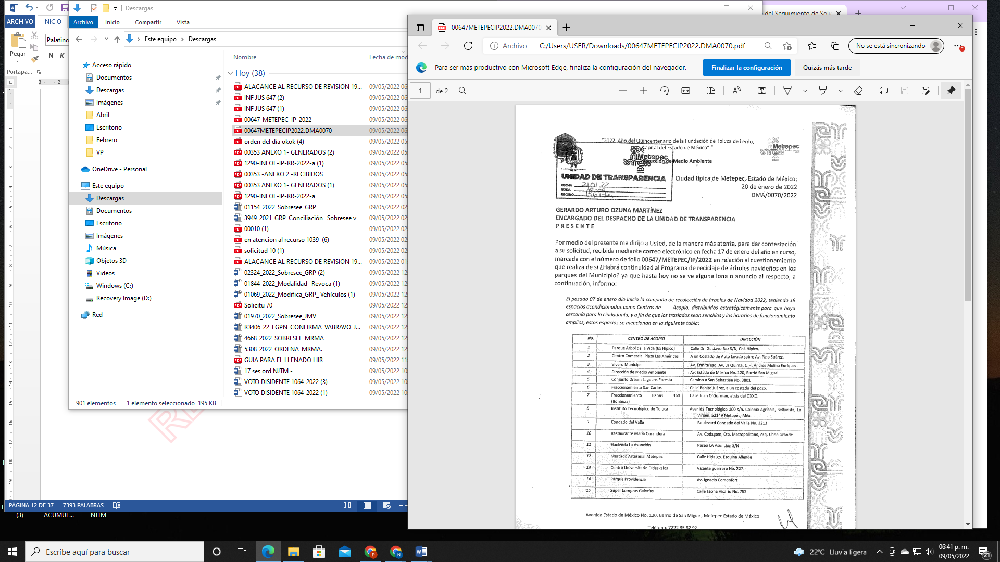 Descargas
ARCHIVO INICIO
Palatino
Pegar
N K
Portapa...
Archivo Inicio Compartir Vista
Este equipo > Descargas
Acceso rápido
Documentos
Descargas
Imágenes
Abril
Escritorio
Febrero
VP
OneDrive - Personal
Este equipo
Descargas
Documentos
Escritorio
Imágenes
Música
Objetos 3D
Videos
Windows (C:)
Recovery Image (D:)
Red
Nombre Fecha de mod
Hoy (38)
ALACANCE AL RECURSO DE REVISION 19... 09/05/2022 06
INF JUS 647 (2) 09/05/2022 06
INF JUS 647 (1) 09/05/2022 06
00647-METEPEC-IP-2022 09/05/2022 06
00647METEPECIP2022.DMA0070 09/05/2022 06
orden del día okok (4) 09/05/2022 05
00353 ANEXO 1- GENERADOS (2) 09/05/2022 05
1290-INFOE-IP-RR-2022-a (1) 09/05/2022 05
00353 -ANEXO 2 -RECIBIDOS 09/05/2022 05
00353 ANEXO 1- GENERADOS (1) 09/05/2022 05
1290-INFOE-IP-RR-2022-a 09/05/2022 05
01154_2022_Sobresee_GRP 09/05/2022 02
3949_2021_GRP_Conciliación_ Sobresee v 09/05/2022 02
00010 (1) 09/05/2022 02
en atencion al recurso 1039 (6) 09/05/2022 02
solicitud 10 (1) 09/05/2022 02
ALACANCE AL RECURSO DE REVISION 19... 09/05/2022 01
02324_2022_Sobresee_GRP (2) 09/05/2022 12
01844-2022_Modalidad- Revoca (1) 09/05/2022 12
01069_2022_Modifica_GRP_ Vehículos (1) 09/05/2022 12
Solicitu 70 09/05/2022 12
01970_2022_Sobresee_JMV 09/05/2022 12
R3406_22_LGPN_CONFIRMA_VABRAVO_J... 09/05/2022 12
4668_2022_SOBRESEE_MRMA 09/05/2022 12
5308_2022_ORDENA_MRMA. 09/05/2022 12
GUIA PARA EL LLENADO HIR 09/05/2022 11
17 ses ord NJTM - 09/05/2022 10
VOTO DISIDENTE 1064-2022 (3) 09/05/2022 10
VOTO DISIDENTE 1064-2022 (1) 09/05/2022 10
901 elementos 1 elemento seleccionado 195 KB
PÁGINA 12 DE 37 7393 PALABRAS
(3) ACUMUL... NJTM
del Seguimiento de Soli
00647METEPECIP2022.DMA0070
Archivo C:/Users/USER/Downloads/00647METEPECIP2022.DMA0070.pdf
No se está sincronizando
Para ser más productivo con Microsoft Edge, finaliza la configuración del navegador. Finalizar la configuración Quizás más tarde
1 de 2
"2022. Año del Quincentenario de la Fundación de Toluca de Lerdo,
Capital del Estado de México"."
Metepec
Metepec
Dirección de Medio Ambiente
UNIDAD DE TRANSPARENCIA
FECHA 210122
HORA
RECIBIÓ
Ciudad típica de Metepec, Estado de México;
20 de enero de 2022
DMA/0070/2022
GERARDO ARTURO OZUNA MARTÍNEZ
ENCARGADO DEL DESPACHO DE LA UNIDAD DE TRANSPARENCIA
P R E S E N T E
Por medio del presente me dirijo a Usted, de la manera más atenta, para dar contestación
a su solicitud, recibida mediante correo electrónico en fecha 17 de enero del año en curso,
marcada con el número de folio 00647/METEPEC/IP/2022 en relación al cuestionamiento
que realiza de si ¿Habrá continuidad al Programa de reciclaje de árboles navideños en los
parques del Municipio? ya que hasta hoy no se ve alguna lona o anuncio al respecto, a
continuación, informo:
El pasado 07 de enero dio inicio la campaña de recolección de árboles de Navidad 2022, teniendo 18
espacios acondicionados como Centros de Acopio, distribuidos estratégicamente para que haya
cercanía para la ciudadanía, y a fin de que los traslados sean sencillos y los horarios de funcionamiento
amplios, estos espacios se mencionan en la siguiente tabla:
No. CENTRO DE ACOPIO DIRECCIÓN
1 Parque Árbol de la Vida (Ex Hípico) Calle Dr. Gustavo Baz S/N, Col. Hípico.
2 Centro Comercial Plaza Las Américas A un Costado de Auto lavado sobre Av. Pino Suárez.
3 Vivero Municipal Av. Ermita esq. Av. La Quinta, U.H. Andrés Molina Enríquez.
4 Dirección de Medio Ambiente Av. Estado de México No. 120, Barrio San Miguel.
5 Conjunto Dream Lagoons Foresta Camino a San Sebastián No. 3801
6 Fraccionamiento San Carlos Calle Benito Juárez, a un costado del pozo.
7 Fraccionamiento Banus 360 (Bonanza) Calle Juan O'Gorman, atrás del OXXO.
8 Instituto Tecnológico de Toluca Avenida Tecnológico 100 s/n. Colonia Agrícola, Bellavista, La
Virgen, 52149 Metepec, Méx.
9 Condado del Valle Boulevard Condado del Valle No. 3213
10 Restaurante María Curandera Av. Codagem, Cto. Metropolitano, esq. Llano Grande
11 Hacienda La Asunción Paseo LA Asunción S/N
12 Mercado Artesanal Metepec Calle Hidalgo. Esquina Allende
13 Centro Universitario Didaskalos Vicente guerrero No. 227
14 Parque Providencia Av. Ignacio Comonfort
15 Súper kompras Galerías Calle Leona Vicario No. 752
Avenida Estado de México No. 120, Barrio de San Miguel, Metepec Estado de México
Teléfono: 7222 35 82 92
Escribe aquí para buscar
22°C Lluvia ligera
06:41 p. m.
09/05/2022
21